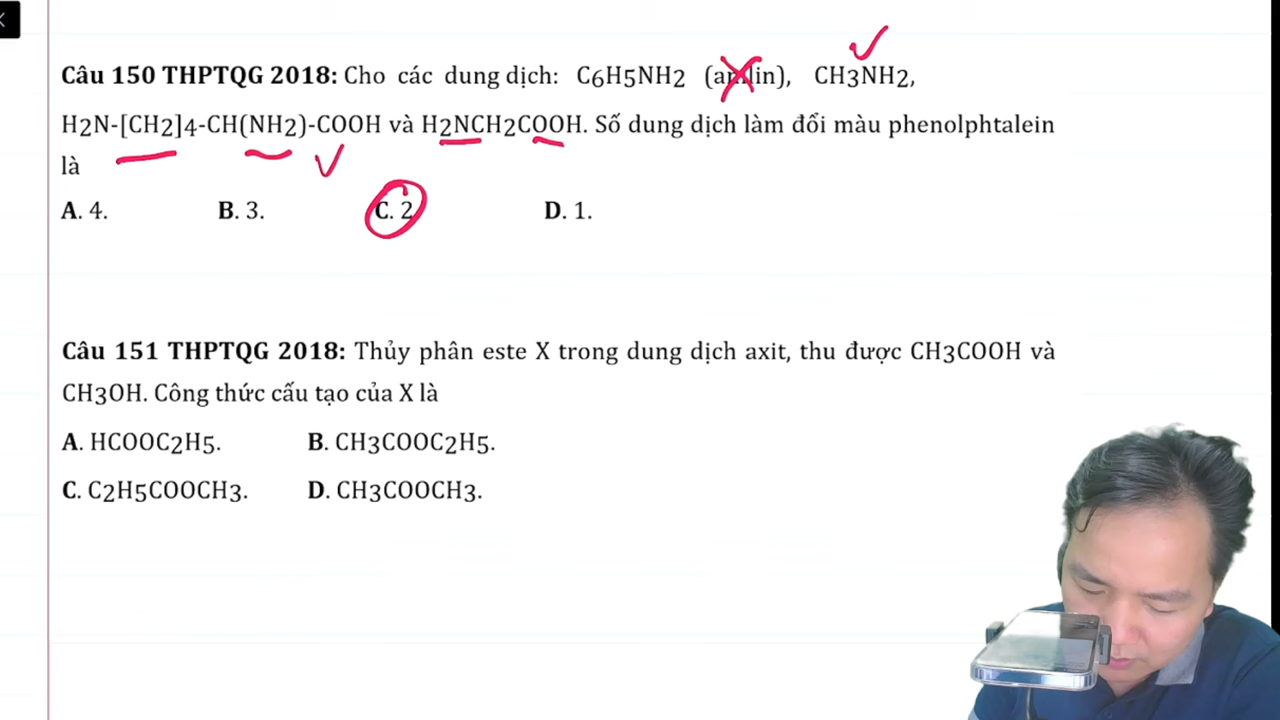 Câu 150 THPTQG 2018: Cho các dung dịch: C6H5NH2 (anilin), CH3NH2,
H2N-[CH2]4-CH(NH2)-COOH và H2NCH2COOH. Số dung dịch làm đổi màu phenolphtalein
là
A. 4. B. 3. C. 2 D. 1.
Câu 151 THPTQG 2018: Thủy phân este X trong dung dịch axit, thu được CH3COOH và
CH3OH. Công thức cấu tạo của X là
A. HCOOC2H5. B. CH3COOC2H5.
C. C2H5COOCH3. D. CH3COOCH3.